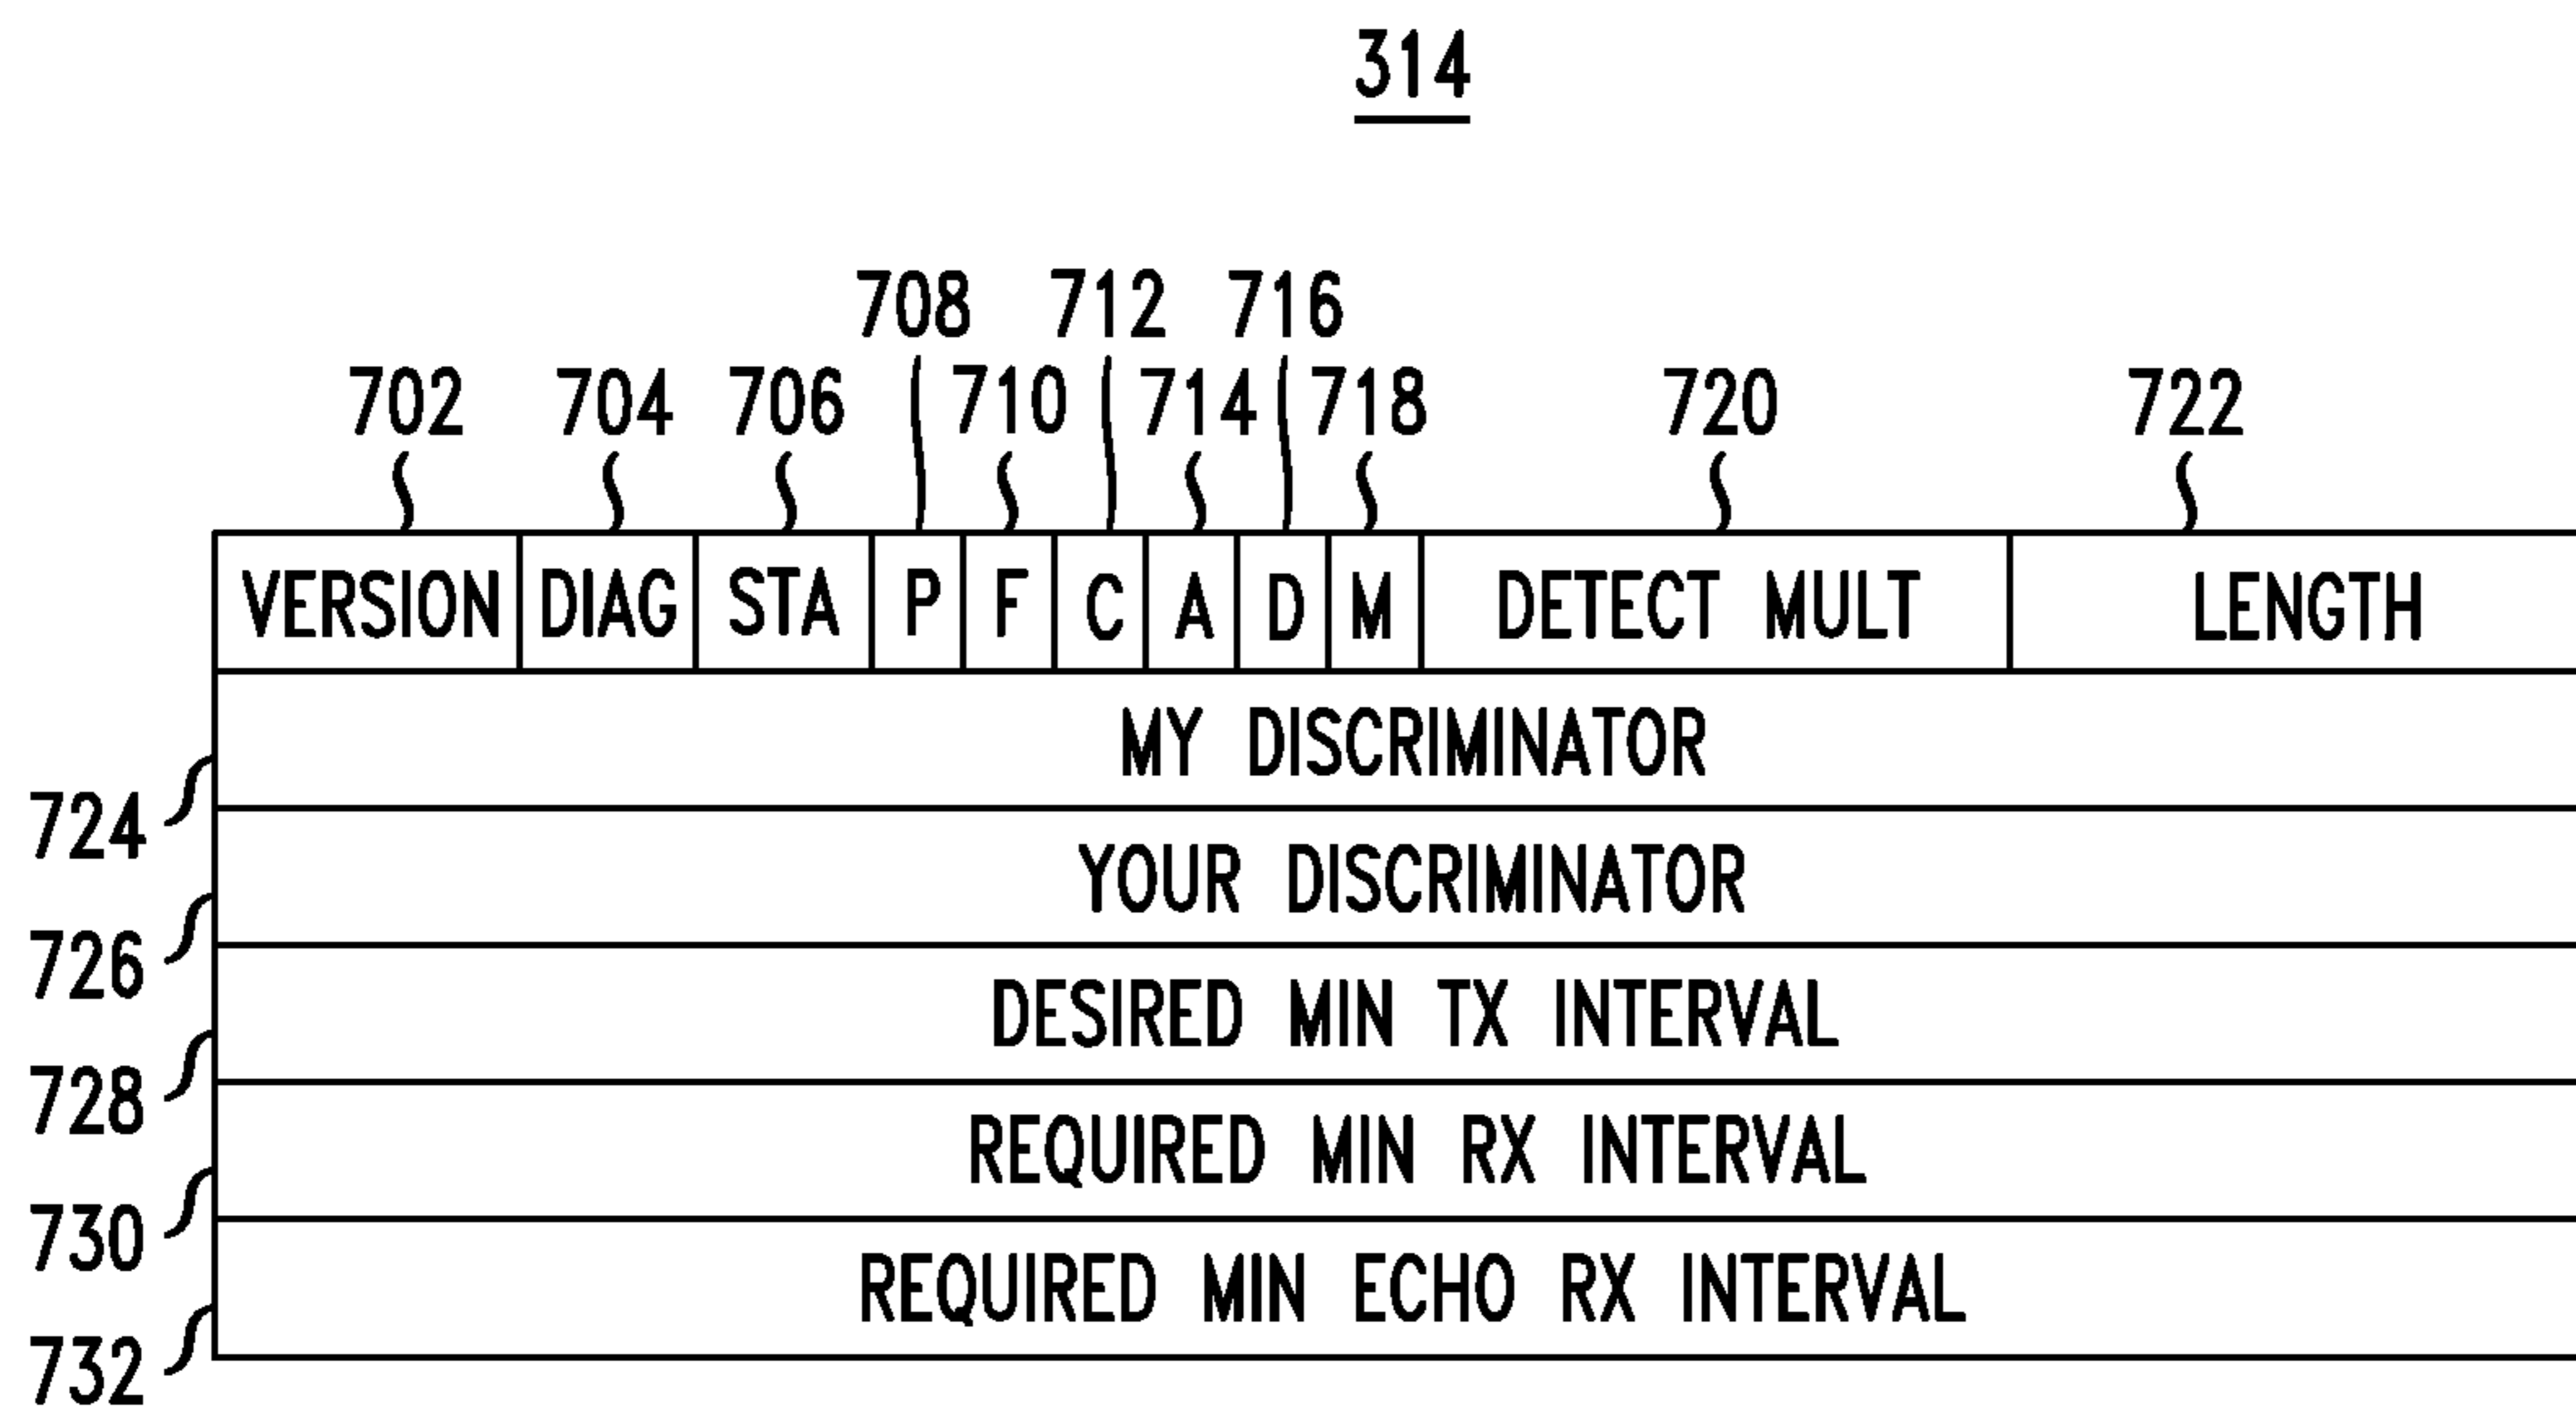 314
708 712 716
702 704 706 710 714 718 720 722
VERSION DIAG STA P F C A D M DETECT MULT LENGTH
MY DISCRIMINATOR
724
YOUR DISCRIMINATOR
726
DESIRED MIN TX INTERVAL
728
REQUIRED MIN RX INTERVAL
730
REQUIRED MIN ECHO RX INTERVAL
732